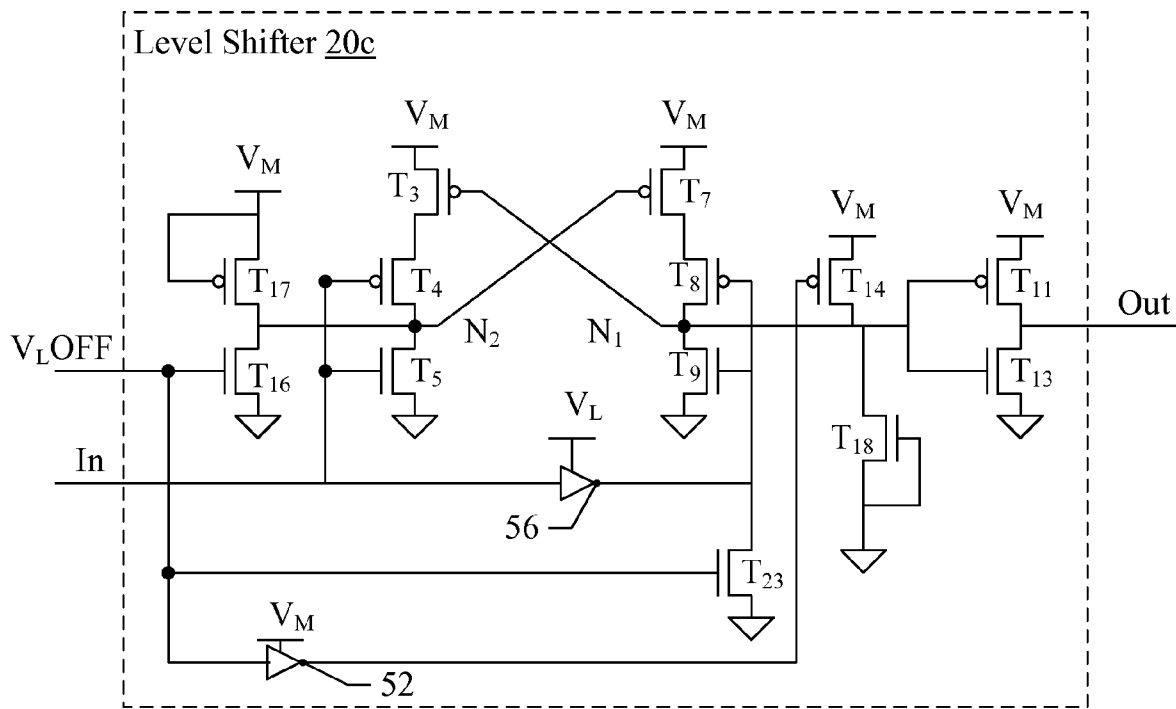 Level Shifter 20c
V_M
V_M
V_M
T_3
T_7
V_M
V_M
T_17
T_4
T_8
T_14
T_11
Out
N_2
N_1
V_LOFF
T_16
T_5
T_9
T_13
V_L
T_18
In
56
T_23
V_M
52